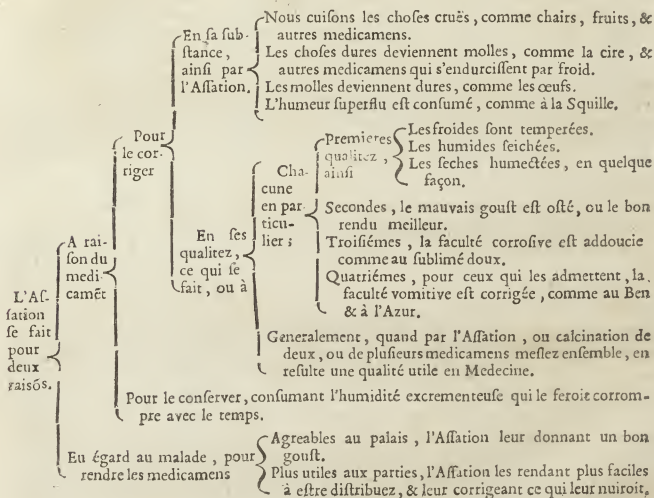 L'Aſ-
ſation
ſe fait
pour
deux
raisõs.
A rai-
ſon du
medi-
camẽt
Pour
le cor-
riger
En ſa ſub-
ſtance,
ainſi par
l'Aſſation.
Nous cuiſons les choſes cruës, comme chairs, fruits, &
autres medicamens.
Les choſes dures deviennent molles, comme la cire, &
autres medicamens qui s'endurciſſent par froid.
Les molles deviennent dures, comme les œufs.
L'humeur ſuperflu eſt conſumé, comme à la Squille.
En ſes
qualitez,
ce qui ſe
fait, ou à
Cha-
cune
en par-
ticu-
lier;
Premieres
qualitez,
ainſi
Les froides ſont temperées.
Les humides ſeichées.
Les ſeches humectées, en quelque
façon.
Secondes, le mauvais gouſt eſt oſté, ou le bon
rendu meilleur.
Troiſiémes, la faculté corroſive eſt addoucie
comme au ſublimé doux.
Quatriémes, pour ceux qui les admettent, la
faculté vomitive eſt corrigée, comme au Ben
& à l'Azur.
Generalement, quand par l'Aſſation, ou calcination de
deux, ou de pluſieurs medicamens meſlez enſemble, en
reſulte une qualité utile en Medecine.
Pour le conſerver, conſumant l'humidité excrementeuſe qui le feroit corrom-
pre avec le temps.
Eu égard au malade, pour
rendre les medicamens
Agreables au palais, l'Aſſation leur donnant un bon
gouſt.
Plus utiles aux parties, l'Aſſation les rendant plus faciles
à eſtre diſtribuez, & leur corrigeant ce qui leur nuiroit.